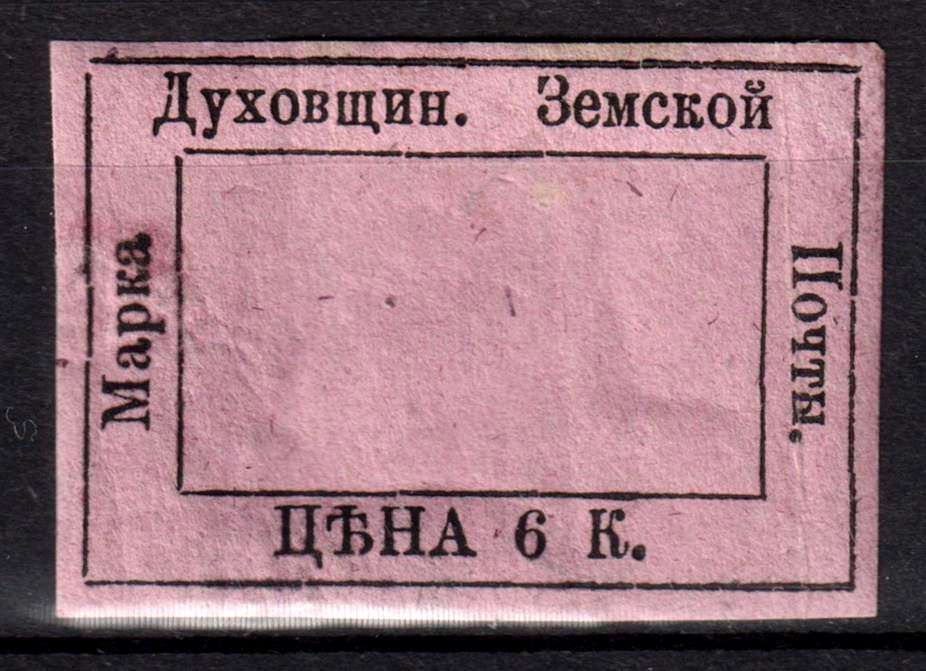 Марка
Духовщин. Земской
Почты.
ЦѢНА 6 К.